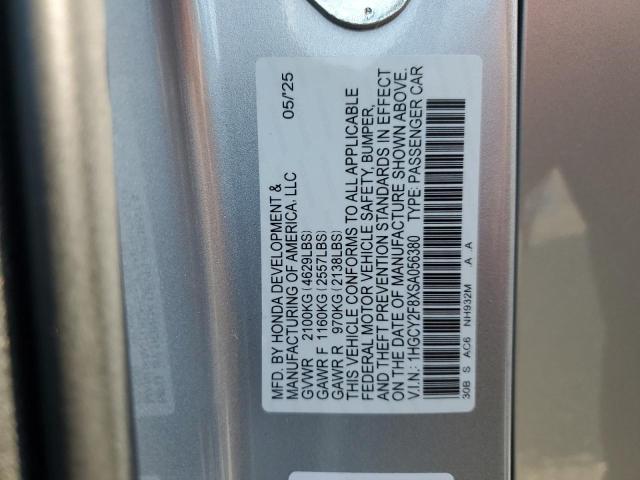 MFD. BY HONDA DEVELOPMENT & 05/'25
MANUFACTURING OF AMERICA, LLC
GVWR 2100KG(4629LBS)
GAWR F 1160KG(2557LBS)
GAWR R 970KG(2138LBS)
THIS VEHICLE CONFORMS TO ALL APPLICABLE
FEDERAL MOTOR VEHICLE SAFETY, BUMPER,
AND THEFT PREVENTION STANDARDS IN EFFECT
ON THE DATE OF MANUFACTURE SHOWN ABOVE.
V.I.N.: 1HGCY2F8XSA056380 TYPE: PASSENGER CAR
30B S AC6 NH932M A A